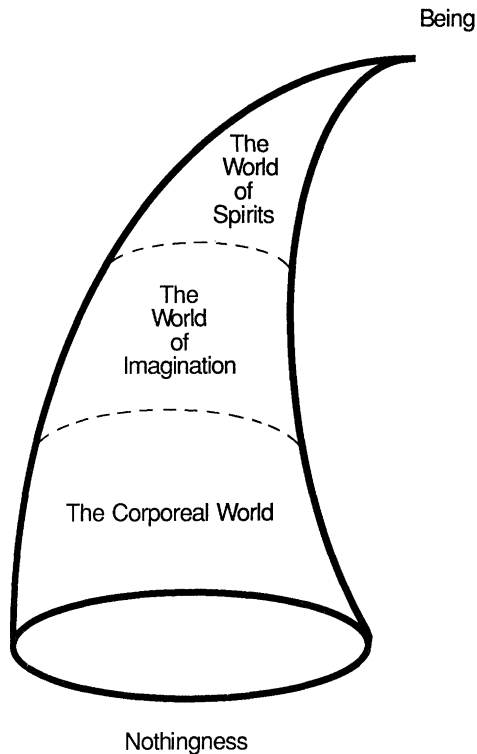 Being
The
World
of
Spirits
The
World
of
Imagination
The Corporeal World
Nothingness